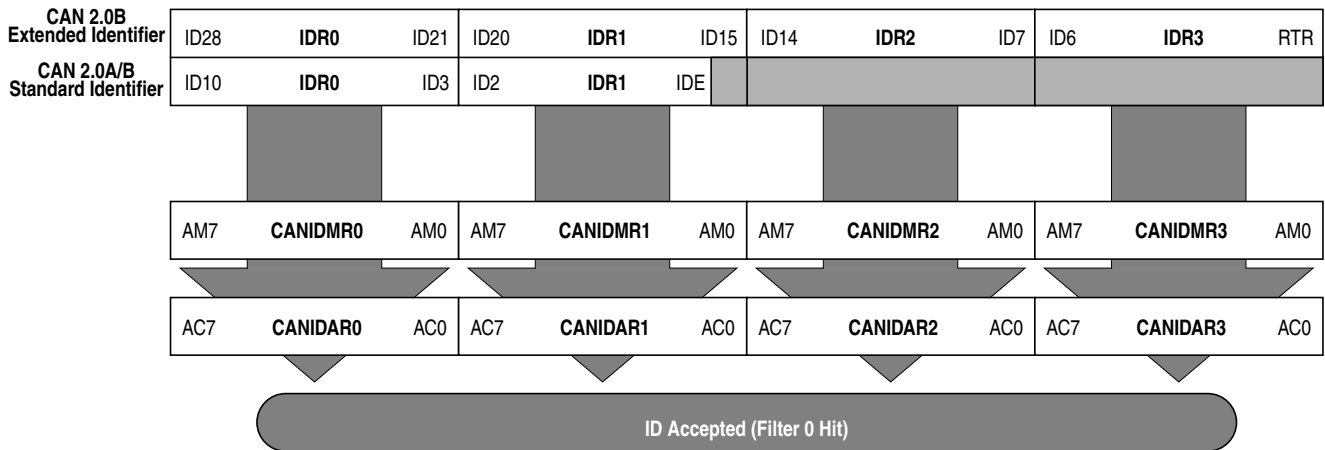 CAN 2.0B
Extended Identifier ID28 IDR0 ID21 ID20 IDR1 ID15 ID14 IDR2 ID7 ID6 IDR3 RTR
CAN 2.0A/B
Standard Identifier ID10 IDR0 ID3 ID2 IDR1 IDE
AM7 CANIDMR0 AM0 AM7 CANIDMR1 AM0 AM7 CANIDMR2 AM0 AM7 CANIDMR3 AM0
AC7 CANIDAR0 AC0 AC7 CANIDAR1 AC0 AC7 CANIDAR2 AC0 AC7 CANIDAR3 AC0
ID Accepted (Filter 0 Hit)